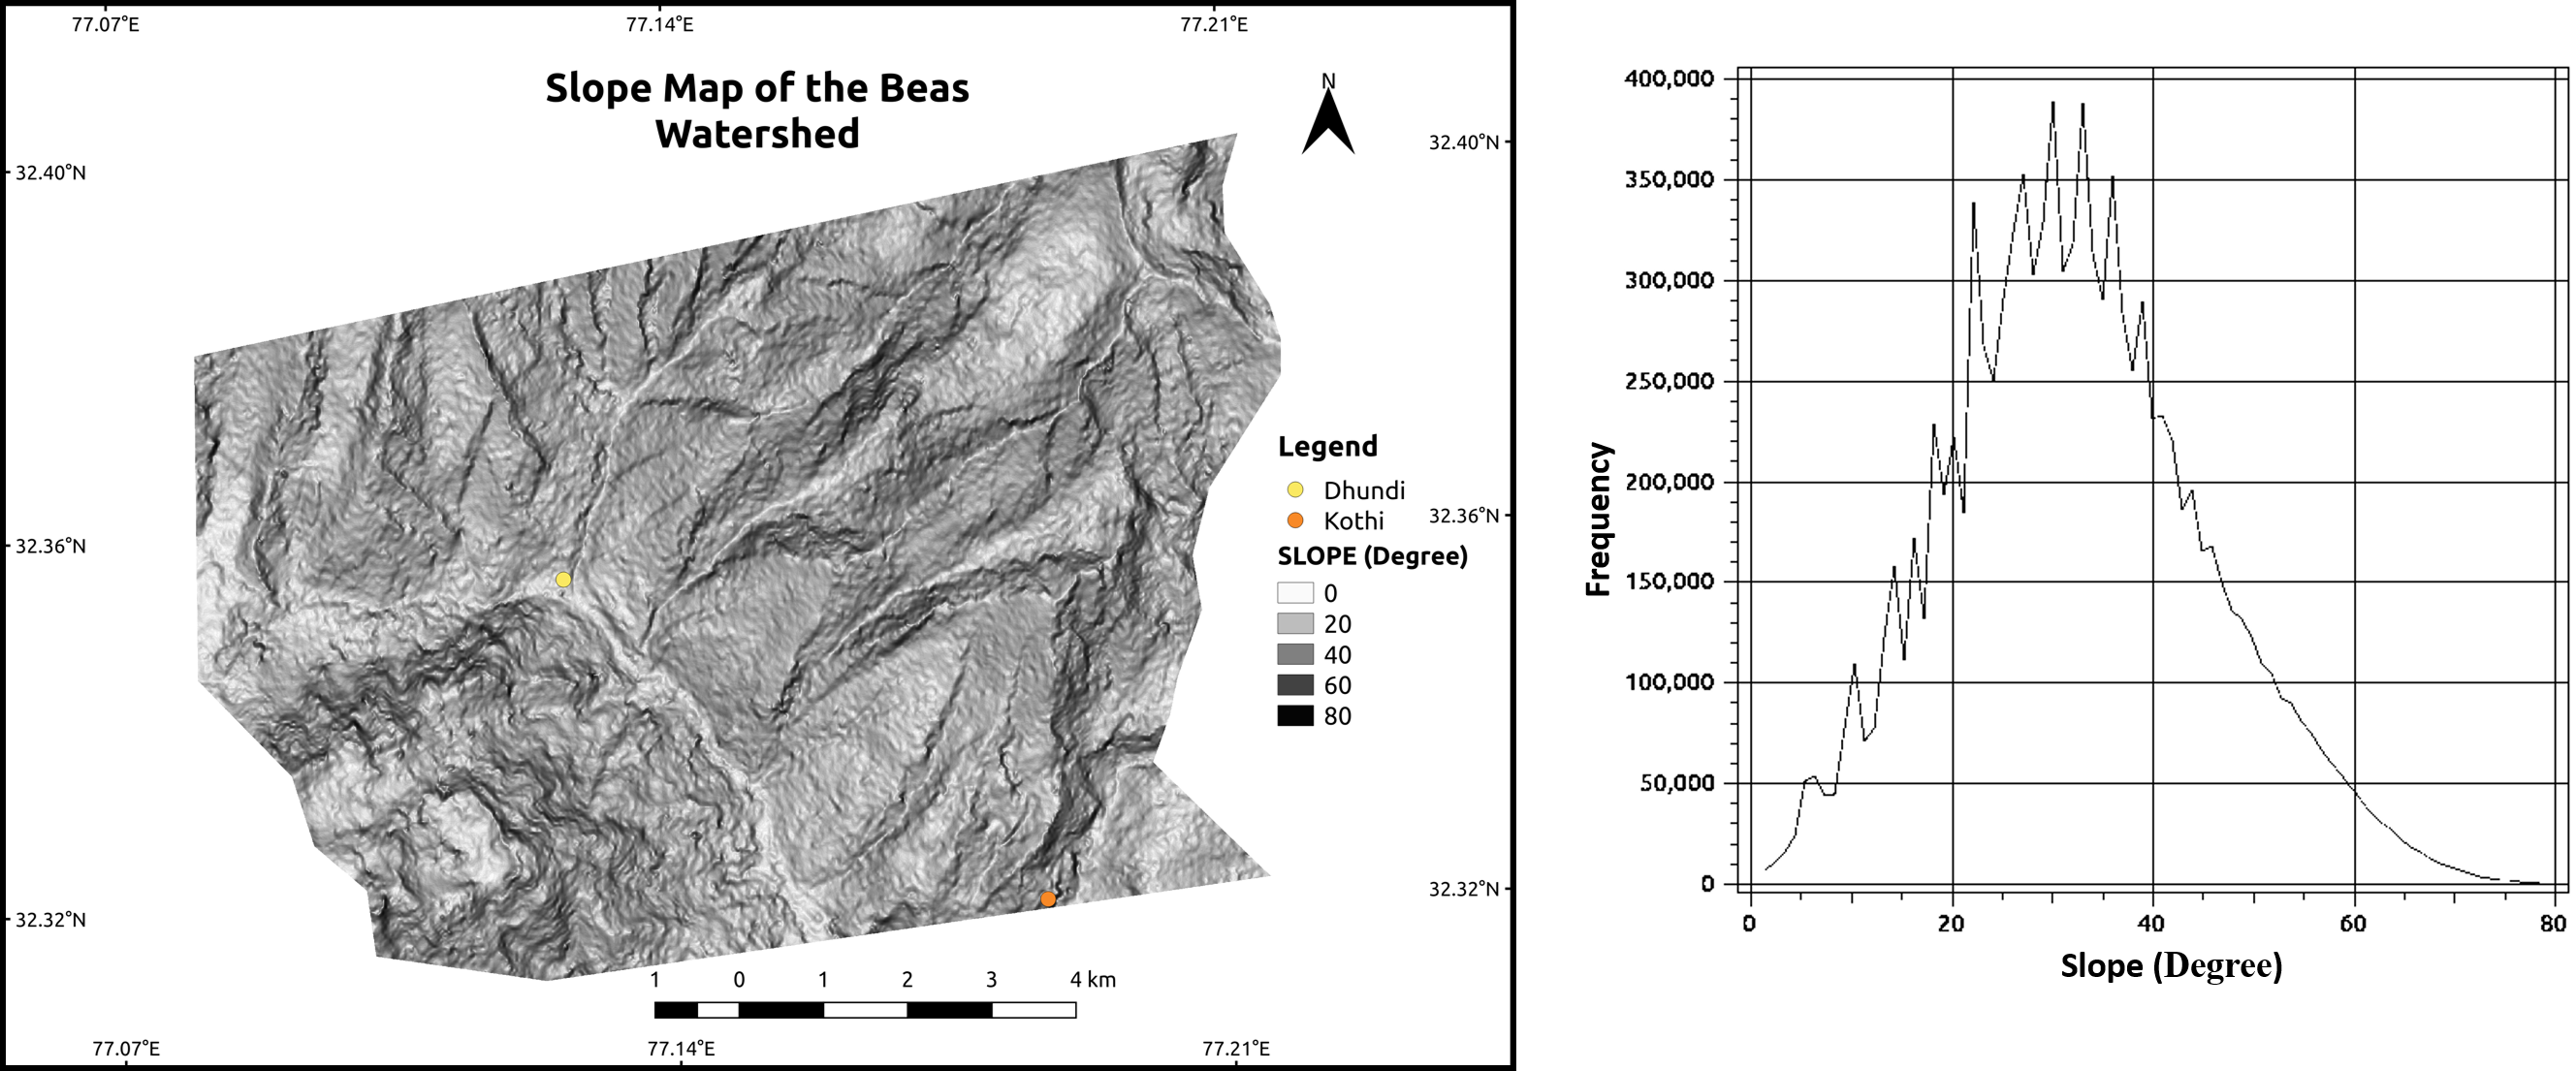 77.07°E
77.14°E
77.21°E
Slope Map of the Beas
Watershed
N
32.40°N
32.40°N
Legend
Dhundi
Kothi
32.36°N
32.36°N
SLOPE (Degree)
0
20
40
60
80
32.32°N
32.32°N
1 0 1 2 3 4 km
77.07°E
77.14°E
77.21°E
400,000
350,000
300,000
250,000
200,000
150,000
100,000
50,000
0
Frequency
0 20 40 60 80
Slope (Degree)